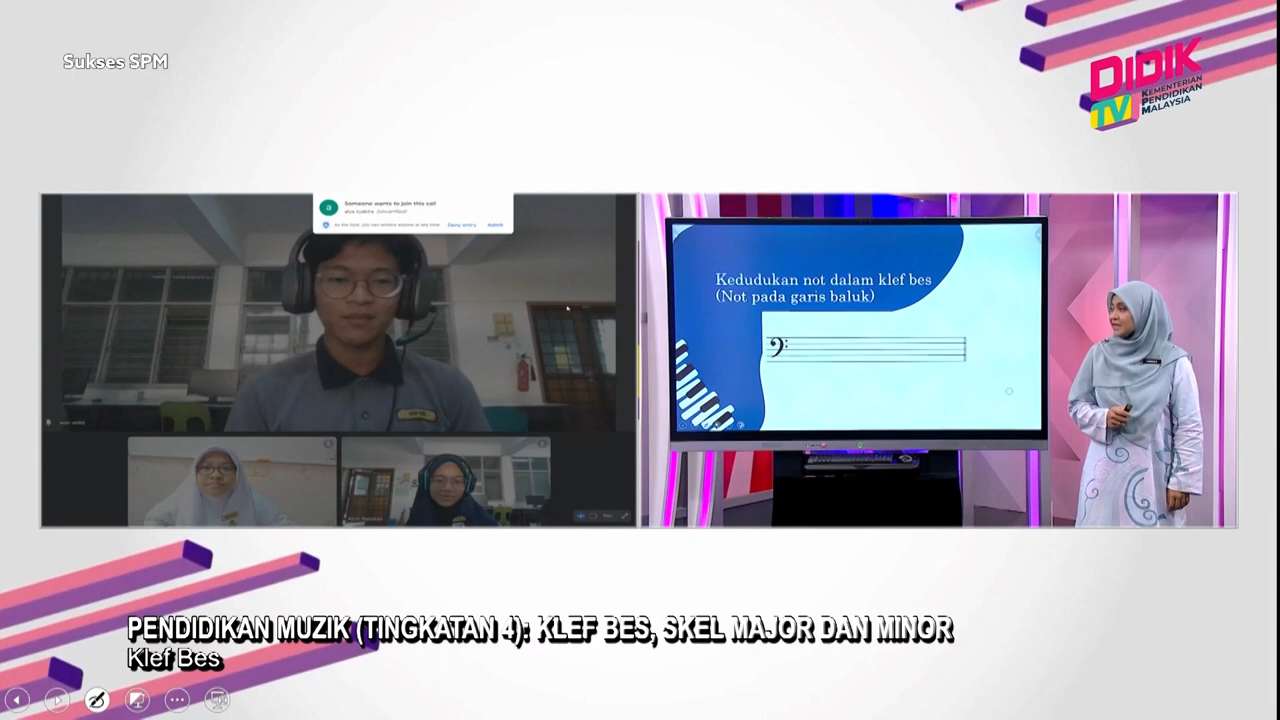 Sukses SPM
DIDIK
TV
KEMENTERIAN
PENDIDIKAN
MALAYSIA
Someone wants to join this call
a
Deny entry
Admit
Kedudukan not dalam klef bes
(Not pada garis baluk)
PENDIDIKAN MUZIK (TINGKATAN 4): KLEF BES, SKEL MAJOR DAN MINOR
Klef Bes